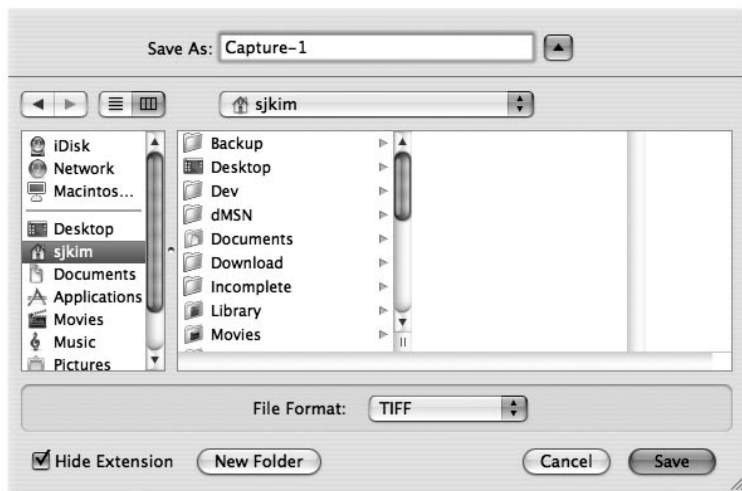 Save As: Capture-1
sjkim
iDisk
Network
Macintos...
Desktop
sjkim
Documents
Applications
Movies
Music
Pictures
Backup
Desktop
Dev
dMSN
Documents
Download
Incomplete
Library
Movies
File Format: TIFF
Hide Extension New Folder Cancel Save